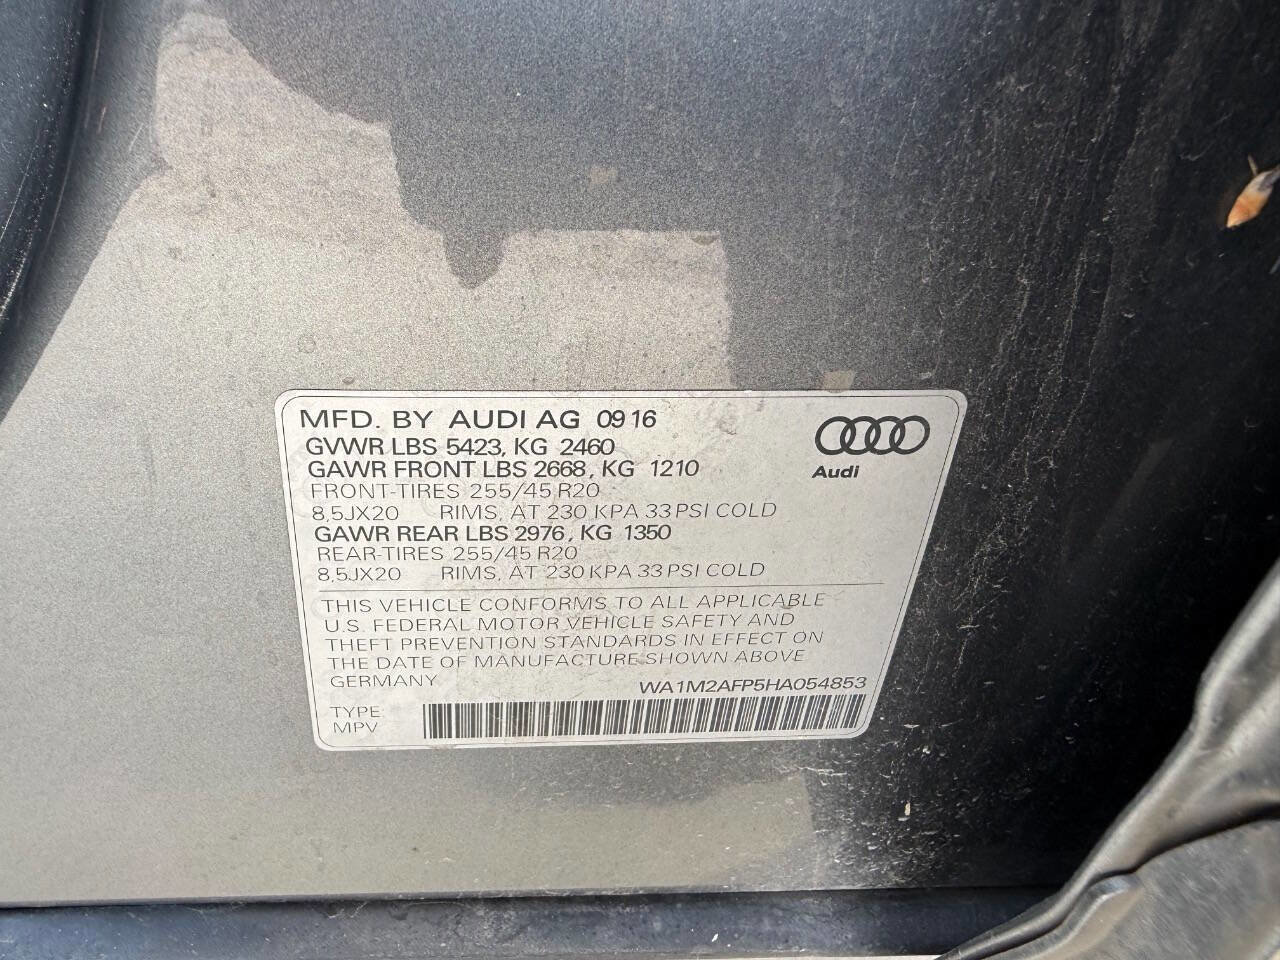 MFD. BY AUDI AG 09 16
GVWR LBS 5423, KG 2460
GAWR FRONT LBS 2668, KG 1210
FRONT-TIRES 255/45 R20
8,5JX20 RIMS, AT 230 KPA 33 PSI COLD
GAWR REAR LBS 2976, KG 1350
REAR-TIRES 255/45 R20
8,5JX20 RIMS, AT 230 KPA 33 PSI COLD
Audi
THIS VEHICLE CONFORMS TO ALL APPLICABLE
U.S. FEDERAL MOTOR VEHICLE SAFETY AND
THEFT PREVENTION STANDARDS IN EFFECT ON
THE DATE OF MANUFACTURE SHOWN ABOVE
GERMANY WA1M2AFP5HA054853
TYPE:
MPV